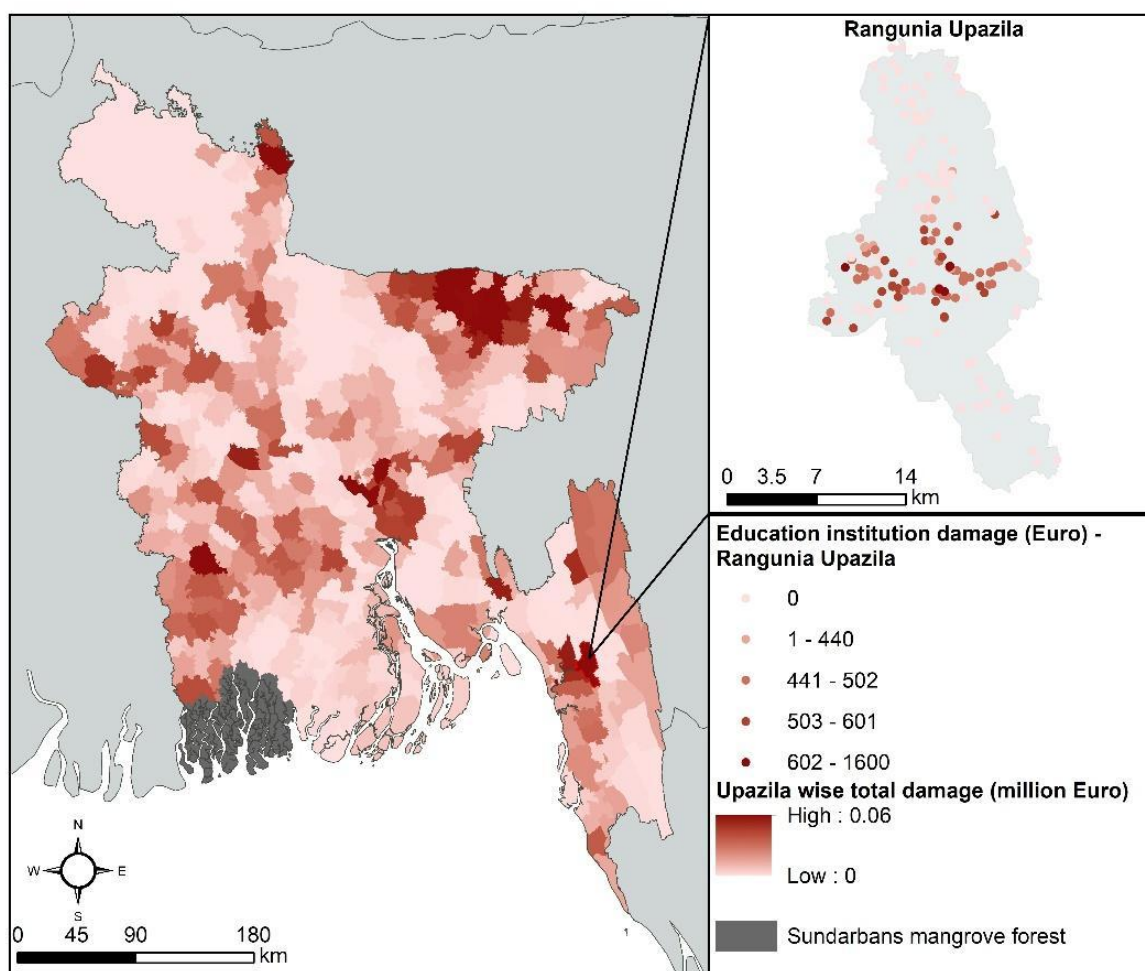 Rangunia Upazila
0 3.5 7 14
km
Education institution damage (Euro) -
Rangunia Upazila
0
1 - 440
441 - 502
503 - 601
602 - 1600
Upazila wise total damage (million Euro)
High : 0.06
Low : 0
Sundarbans mangrove forest
N
W E
S
0 45 90 180
km
1